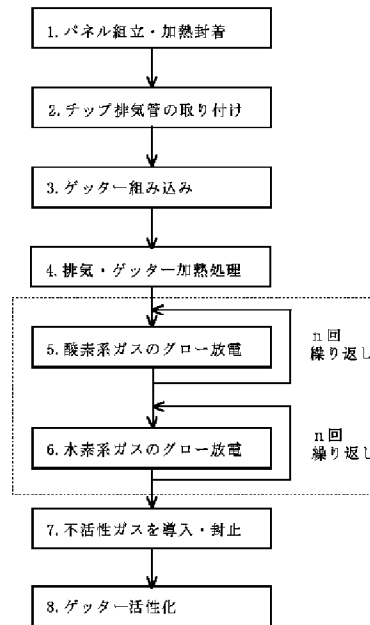 1. パネル組立・加熱封着
2. チップ排気管の取り付け
3. ゲッター組み込み
4. 排気・ゲッター加熱処理
5. 酸素系ガスのグロー放電
n回
繰り返し
6. 水素系ガスのグロー放電
n回
繰り返し
7. 不活性ガスを導入・封止
8. ゲッター活性化